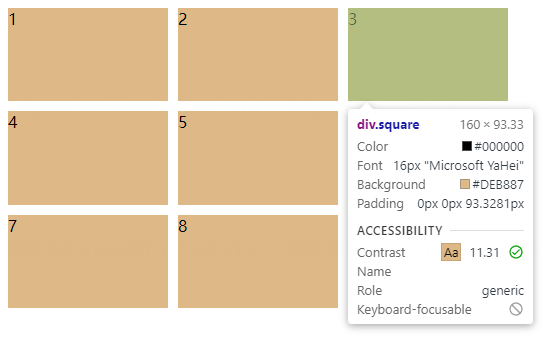 1
2
3
4
5
7
8
div.square 160 × 93.33
Color #000000
Font 16px "Microsoft YaHei"
Background #DEB887
Padding 0px 0px 93.3281px
ACCESSIBILITY
Contrast Aa 11.31
Name
Role generic
Keyboard-focusable